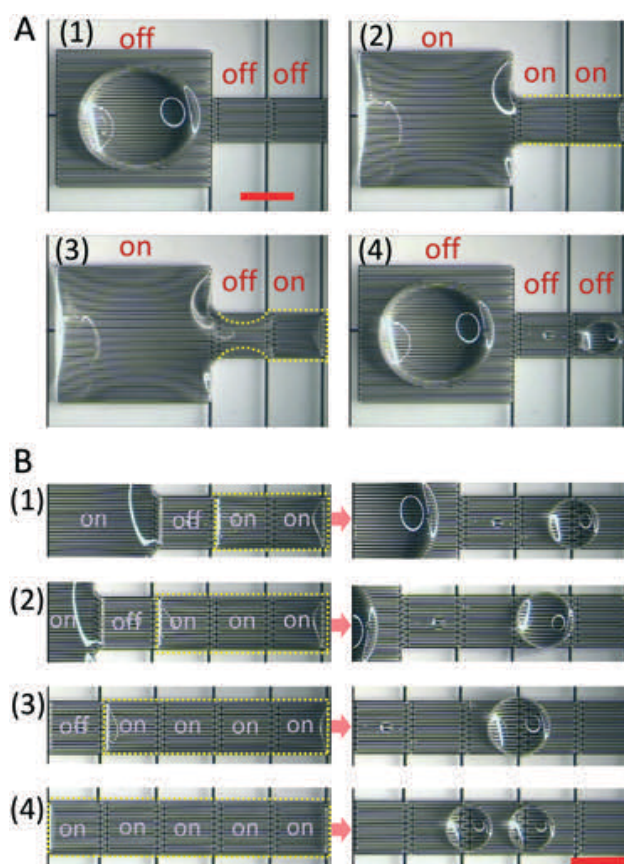 A
(1) off
off off
(2) on
on on
(3) on
off on
(4) off
off off
B
(1) on off on on
(2) on off on on on
(3) off on on on on
(4) on on on on on